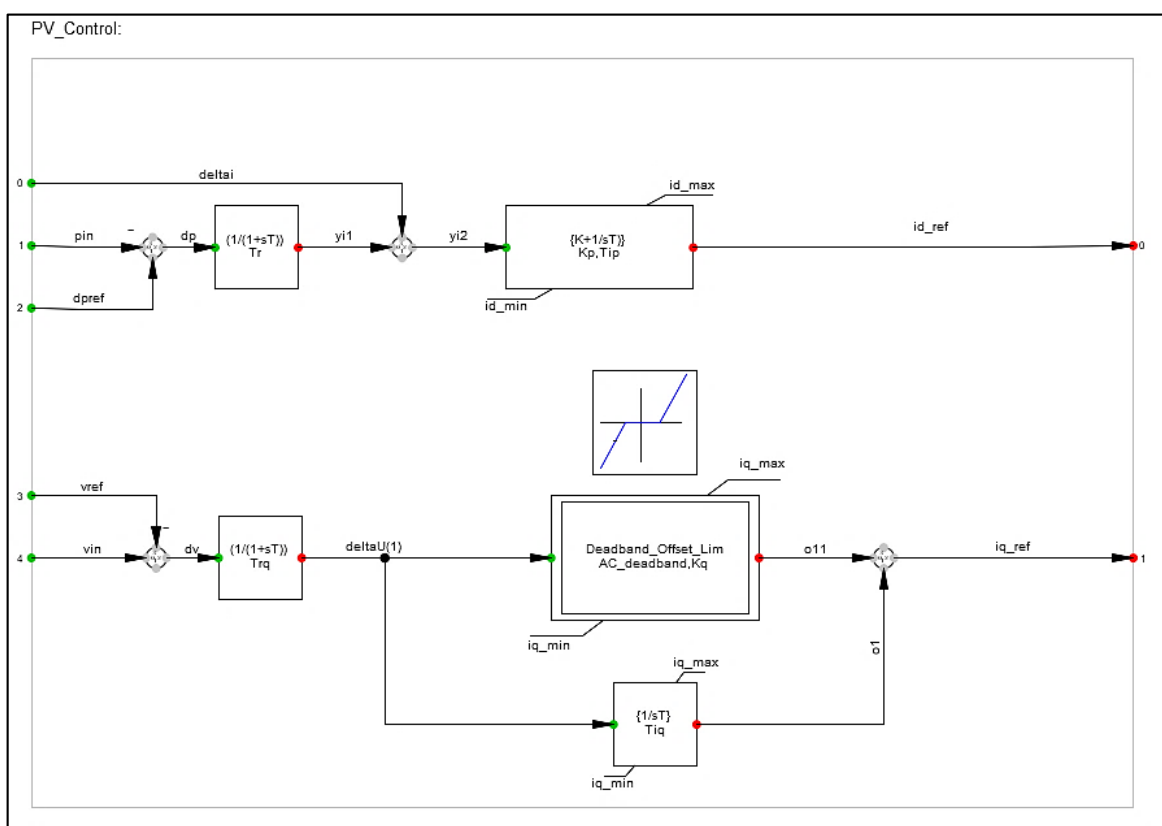 PV_Control:
deltai
id_max
0
pin
–
dp
(1/(1+sT))
Tr
yi1
yi2
{K+1/sT)}
Kp,Tip
id_ref
1
0
dpref
2
id_min
vref
3
iq_max
–
vin
4
dv
(1/(1+sT))
Trq
deltaU(1)
Deadband_Offset_Lim
AC_deadband,Kq
o11
iq_ref
1
iq_min
o1
iq_max
{1/sT}
Tiq
iq_min